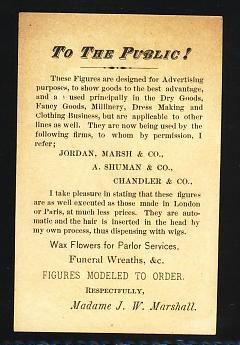 To The Public!
These Figures are designed for Advertising
purposes, to show goods to the best advantage,
and a used principally in the Dry Goods,
Fancy Goods, Millinery, Dress Making and
Clothing Business, but are applicable to other
lines as well. They are now being used by the
following firms, to whom by permission, I
refer;
JORDAN, MARSH & CO.,
A. SHUMAN & CO.,
CHANDLER & CO.,
I take pleasure in stating that these figures
are as well executed as those made in London
or Paris, at much less prices. They are auto-
matic and the hair is inserted in the head by
my own process, thus dispensing with wigs.
Wax Flowers for Parlor Services,
Funeral Wreaths, &c.
FIGURES MODELED TO ORDER.
RESPECTFULLY,
Madame J. W. Marshall.